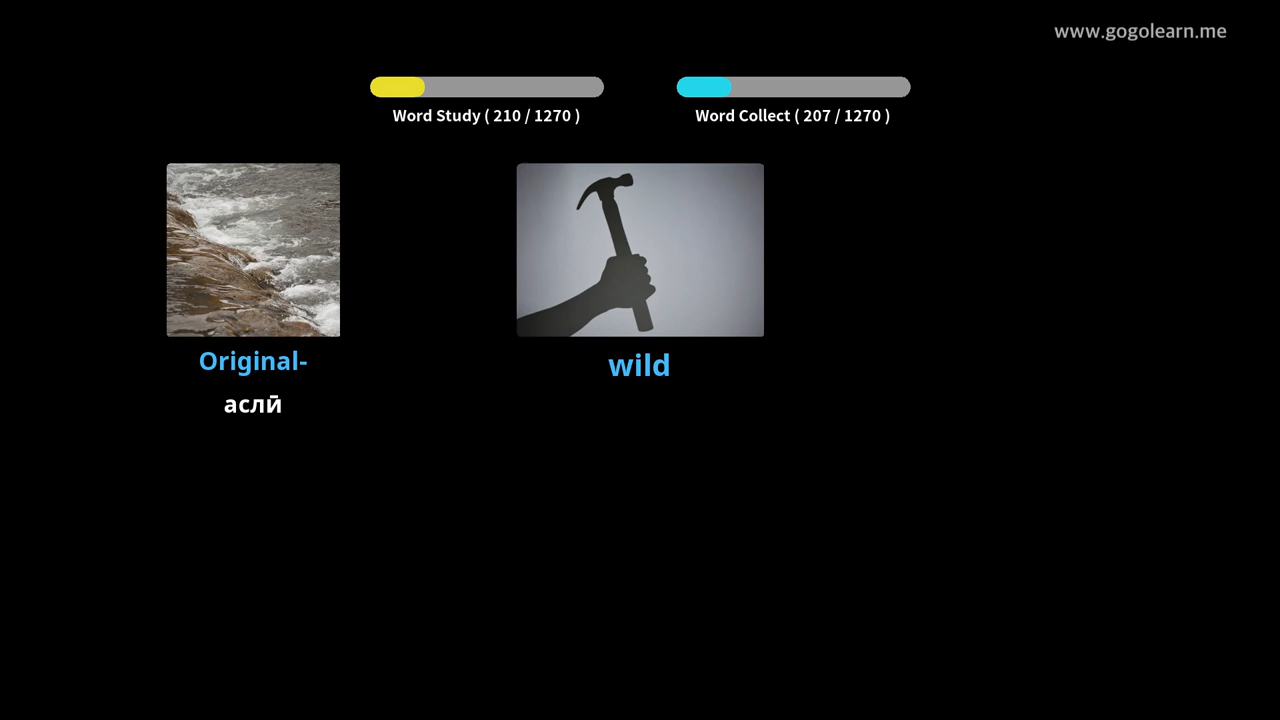 www.gogolearn.me
Word Study ( 210 / 1270 )
Word Collect ( 207 / 1270 )
Original-
аслӣ
wild